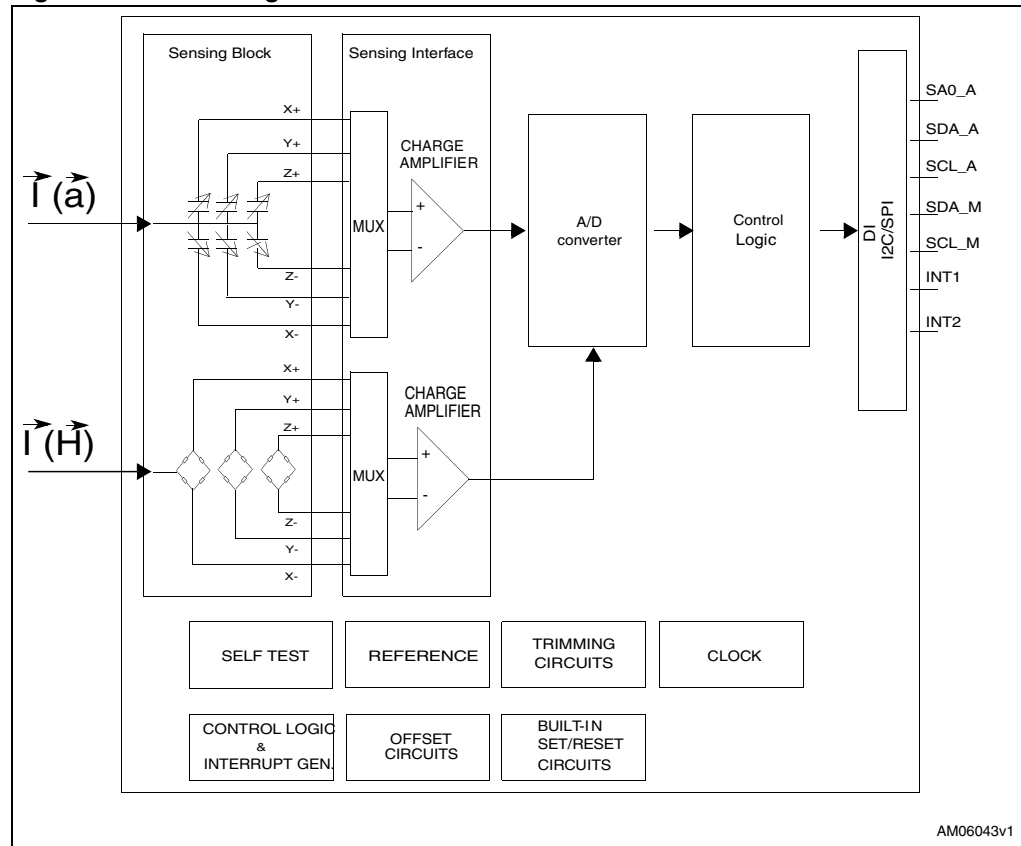 Sensing Block
Sensing Interface
X+
Y+
Z+
I (a)
Z-
Y-
X-
MUX
CHARGE
AMPLIFIER
+
-
A/D
converter
Control
Logic
DI
I2C/SPI
SA0_A
SDA_A
SCL_A
SDA_M
SCL_M
INT1
INT2
X+
Y+
Z+
I (H)
Z-
Y-
X-
MUX
CHARGE
AMPLIFIER
+
-
SELF TEST
REFERENCE
TRIMMING
CIRCUITS
CLOCK
CONTROL LOGIC
&
INTERRUPT GEN.
OFFSET
CIRCUITS
BUILT-IN
SET/RESET
CIRCUITS
AM06043v1